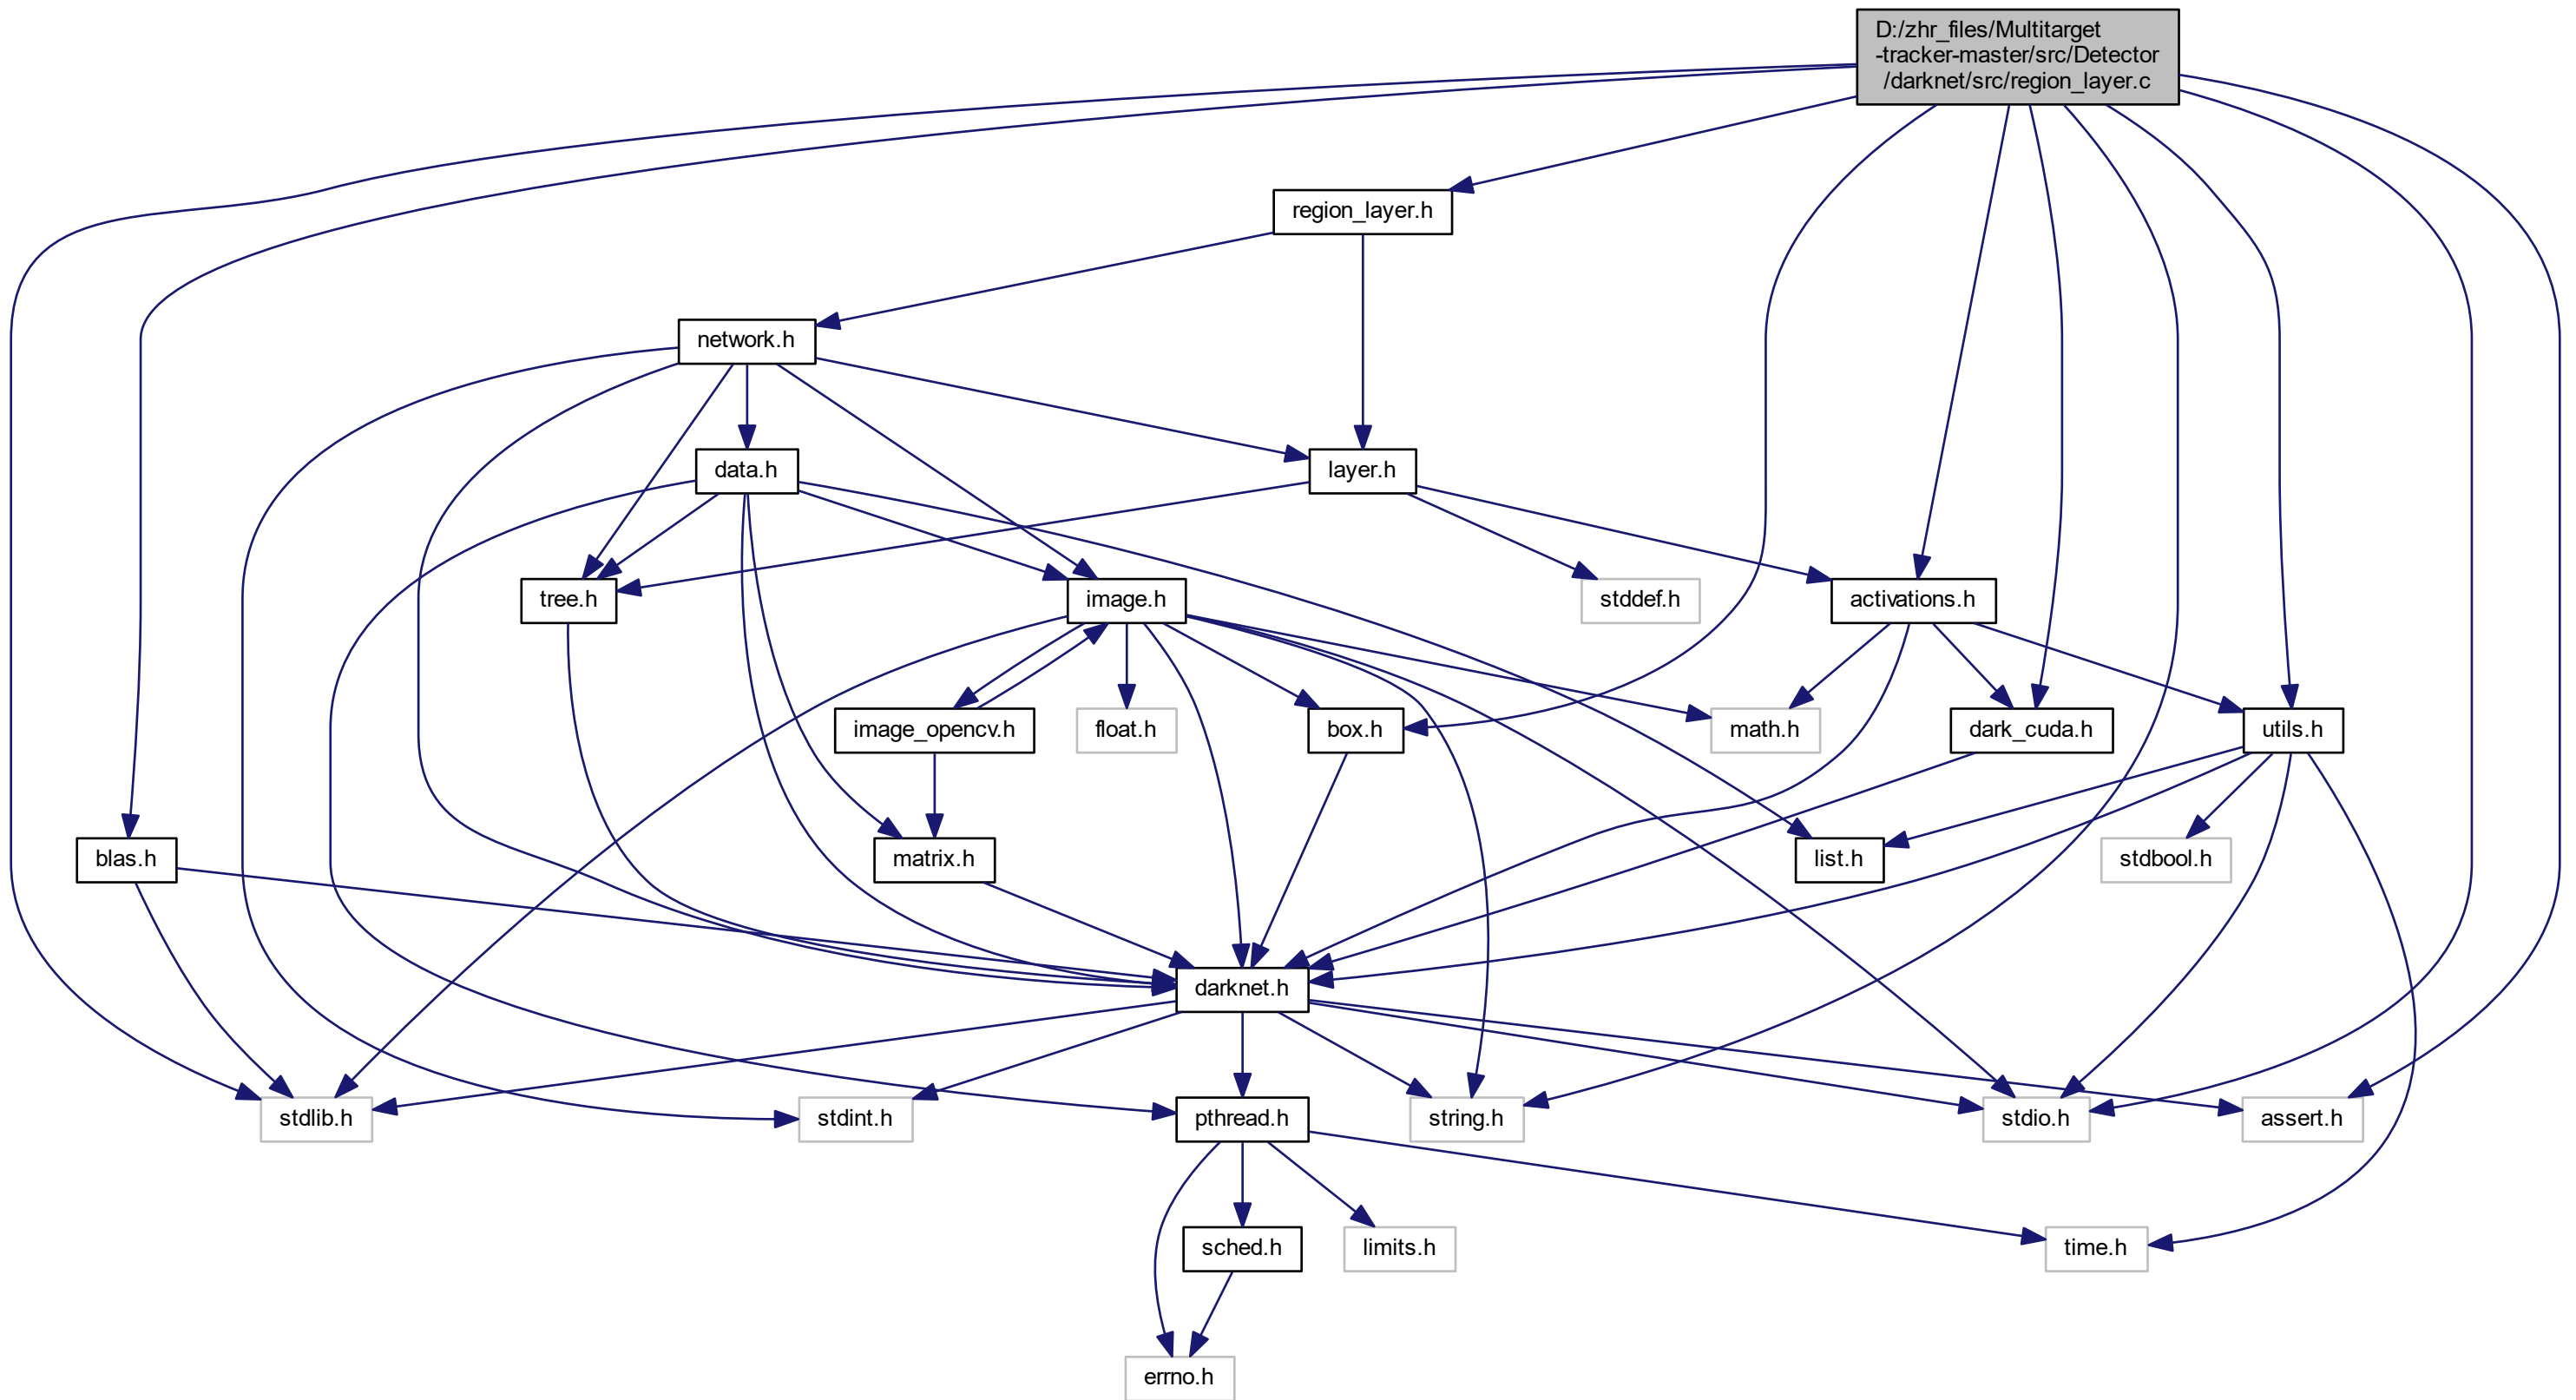 D:/zhr_files/Multitarget
-tracker-master/src/Detector
/darknet/src/region_layer.c
region_layer.h
network.h
data.h
layer.h
tree.h
image.h
stddef.h
activations.h
image_opencv.h
float.h
box.h
math.h
dark_cuda.h
utils.h
blas.h
matrix.h
list.h
stdbool.h
darknet.h
stdlib.h
stdint.h
pthread.h
string.h
stdio.h
assert.h
sched.h
limits.h
time.h
errno.h